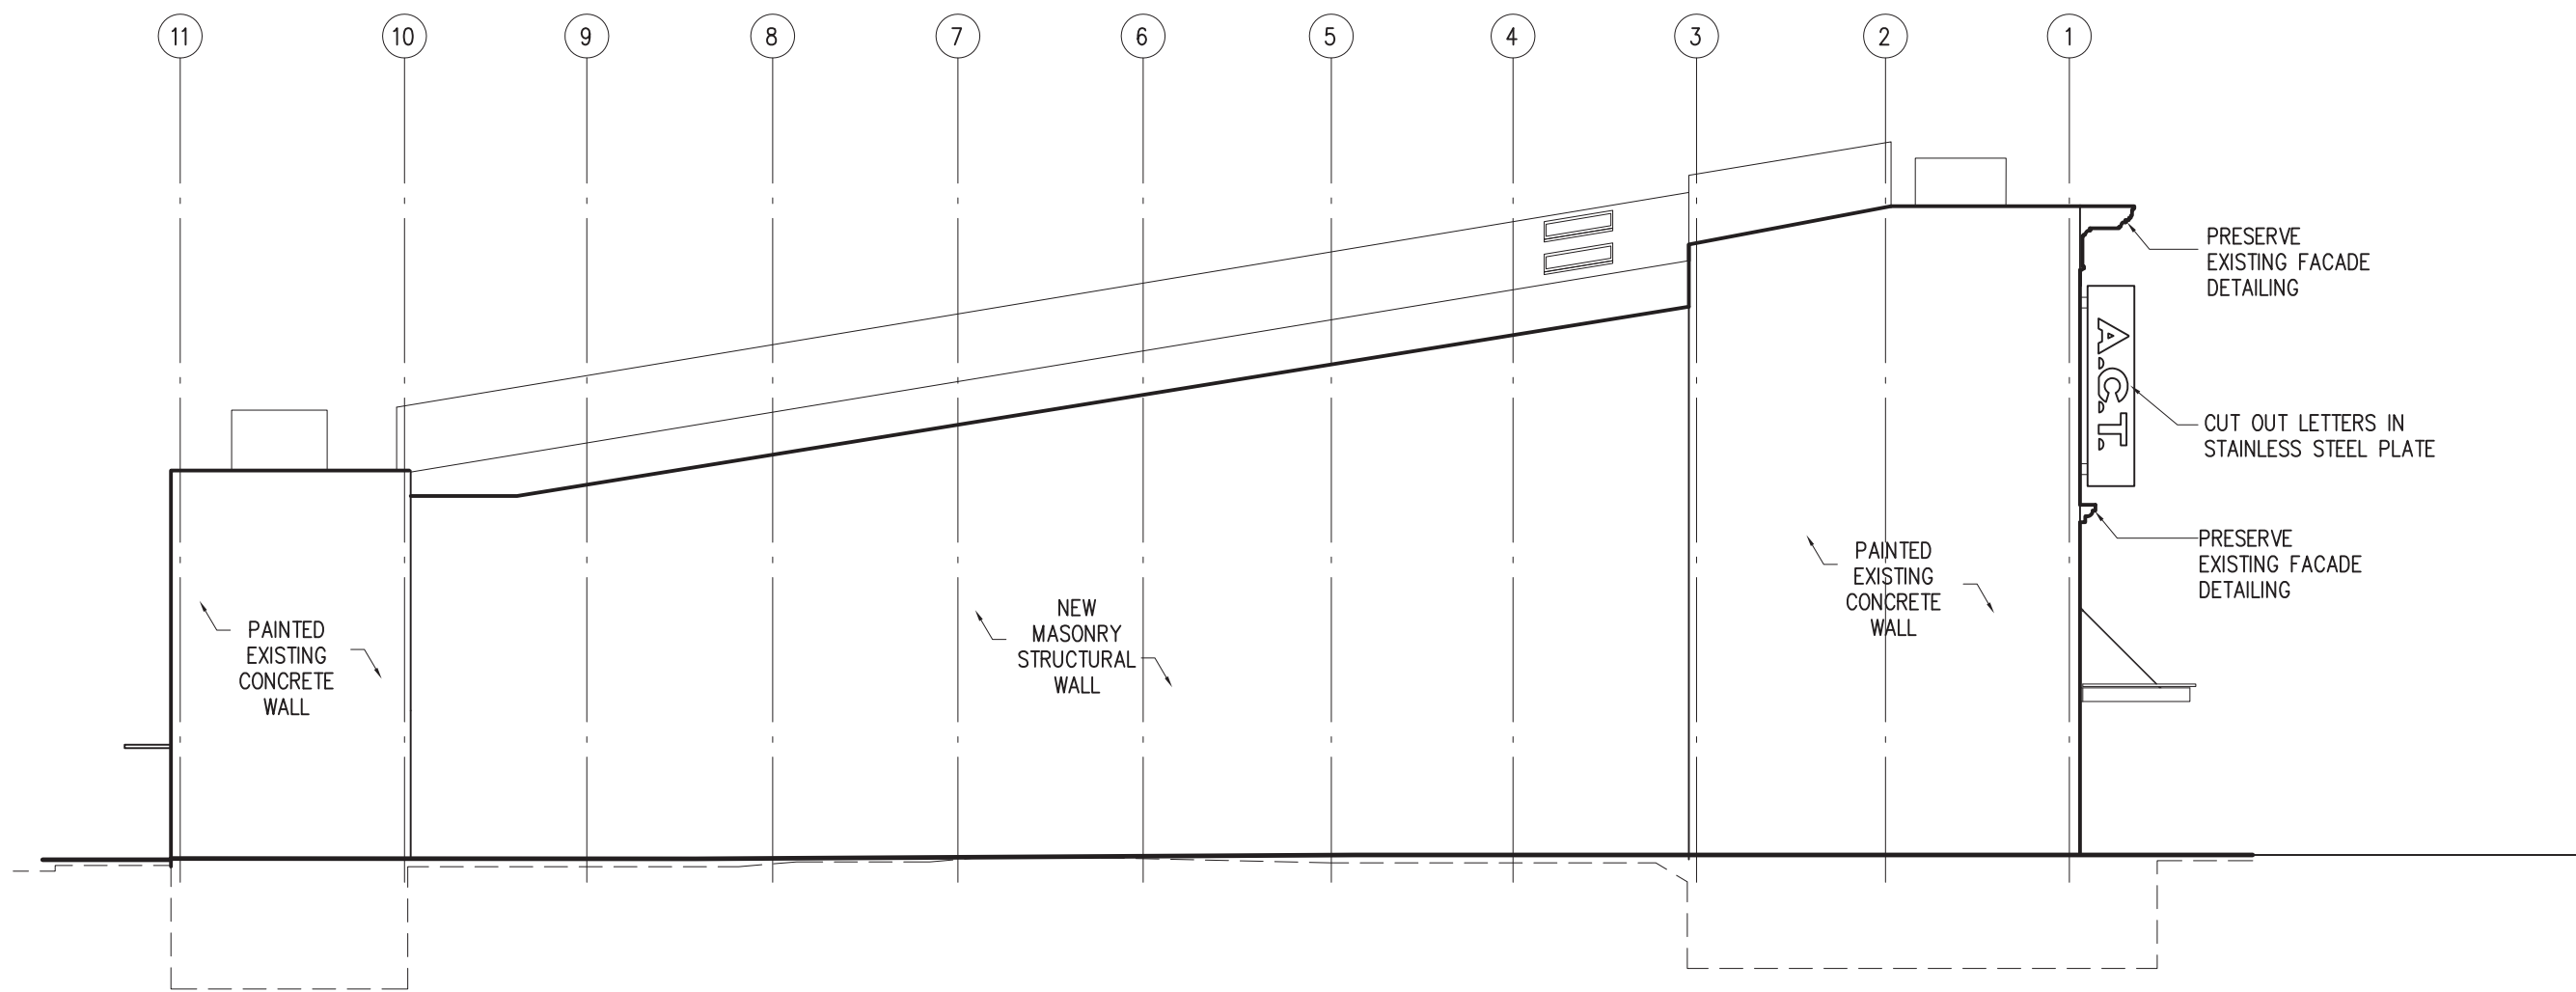 11 10 9 8 7 6 5 4 3 2 1
PRESERVE
EXISTING FACADE
DETAILING
A.C.T.
CUT OUT LETTERS IN
STAINLESS STEEL PLATE
PRESERVE
EXISTING FACADE
DETAILING
PAINTED
EXISTING
CONCRETE
WALL
NEW
MASONRY
STRUCTURAL
WALL
PAINTED
EXISTING
CONCRETE
WALL